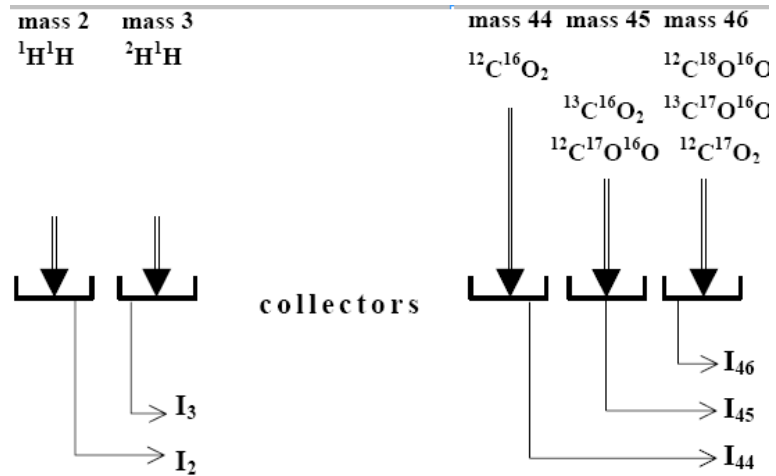 mass 2 mass 3 mass 44 mass 45 mass 46
¹H¹H ²H¹H ¹²C¹⁶O₂ ¹²C¹⁸O¹⁶O
¹³C¹⁶O₂ ¹³C¹⁷O¹⁶O
¹²C¹⁷O¹⁶O ¹²C¹⁷O₂
collectors
I₄₆
I₃ I₄₅
I₂ I₄₄